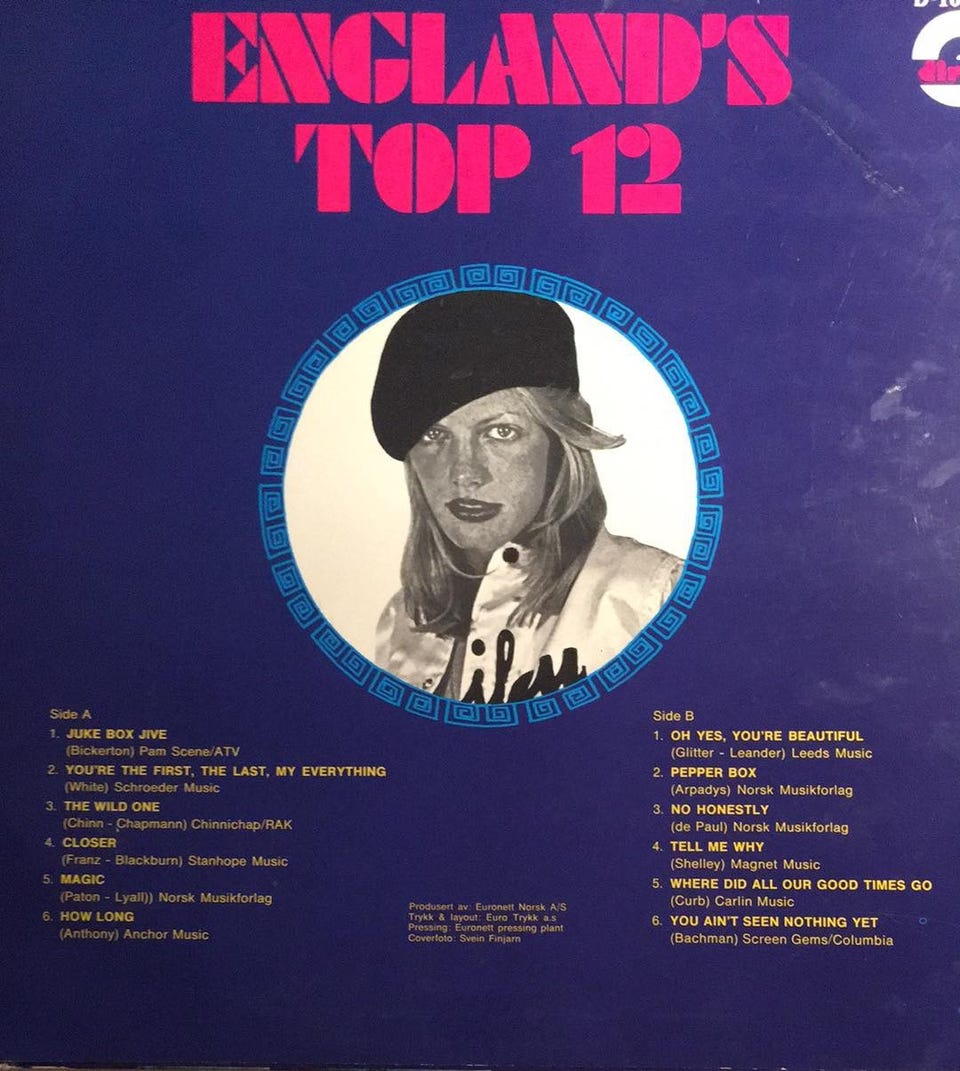 ENGLAND'S
TOP 12
Side A
1. JUKE BOX JIVE
(Bickerton) Pam Scene/ATV
2. YOU'RE THE FIRST, THE LAST, MY EVERYTHING
(White) Schroeder Music
3. THE WILD ONE
(Chinn - Chapmann) Chinnichap/RAK
4. CLOSER
(Franz - Blackburn) Stanhope Music
5. MAGIC
(Paton - Lyall)) Norsk Musikforlag
6. HOW LONG
(Anthony) Anchor Music
Produsert av: Euronett Norsk A/S
Trykk & layout: Euro Trykk a.s
Pressing: Euronett pressing plant
Coverfoto: Svein Finjarn
Side B
1. OH YES, YOU'RE BEAUTIFUL
(Glitter - Leander) Leeds Music
2. PEPPER BOX
(Arpadys) Norsk Musikforlag
3. NO HONESTLY
(de Paul) Norsk Musikforlag
4. TELL ME WHY
(Shelley) Magnet Music
5. WHERE DID ALL OUR GOOD TIMES GO
(Curb) Carlin Music
6. YOU AIN'T SEEN NOTHING YET
(Bachman) Screen Gems/Columbia